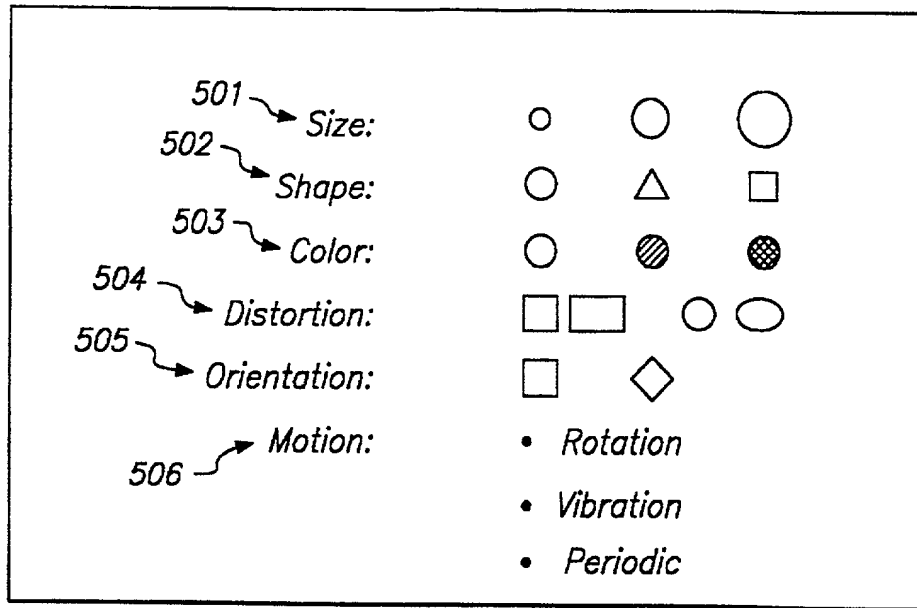 501
Size:
502
Shape:
503
Color:
504
Distortion:
505
Orientation:
506
Motion:
• Rotation
• Vibration
• Periodic